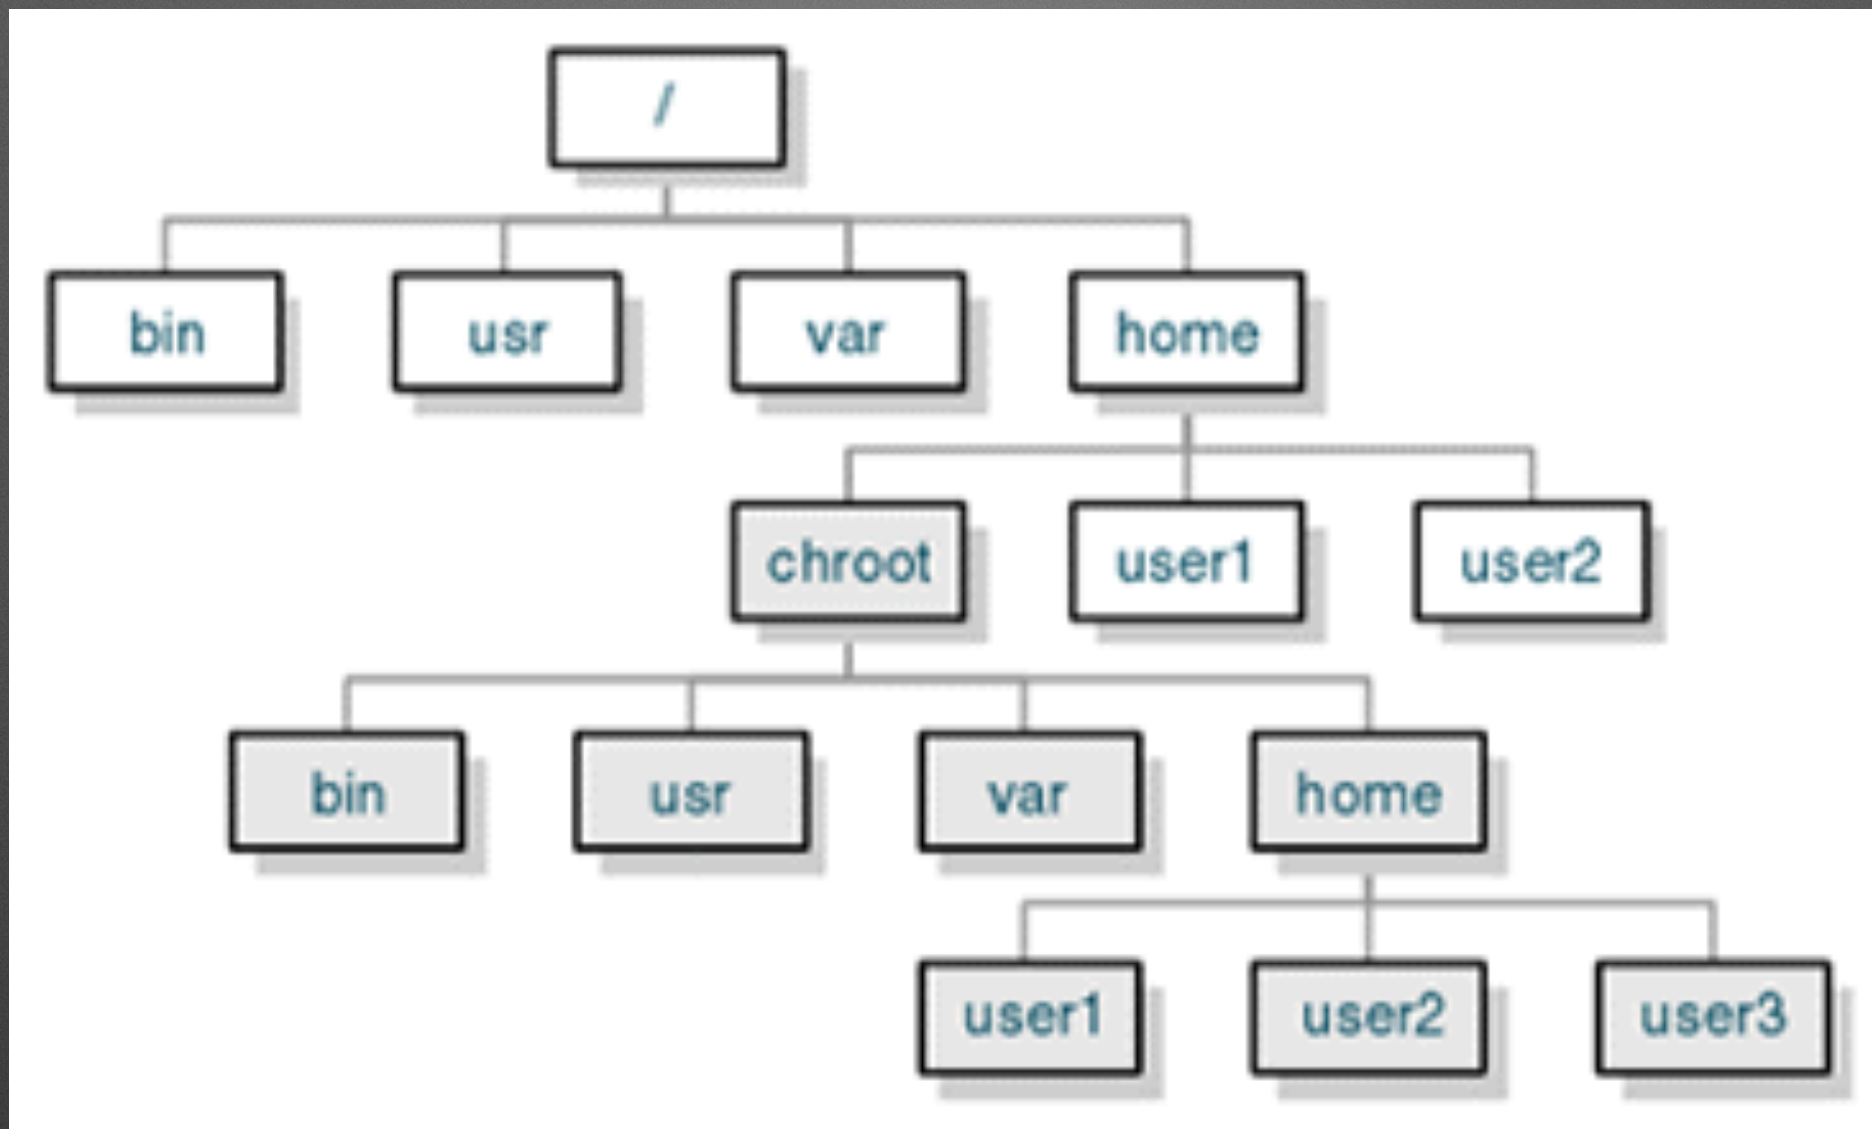 /
bin usr var home
chroot user1 user2
bin usr var home
user1 user2 user3